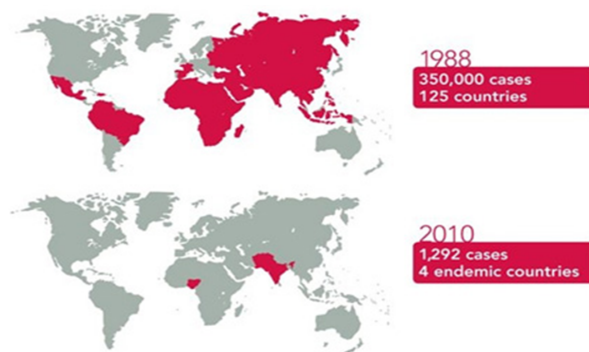 1988
350,000 cases
125 countries
2010
1,292 cases
4 endemic countries